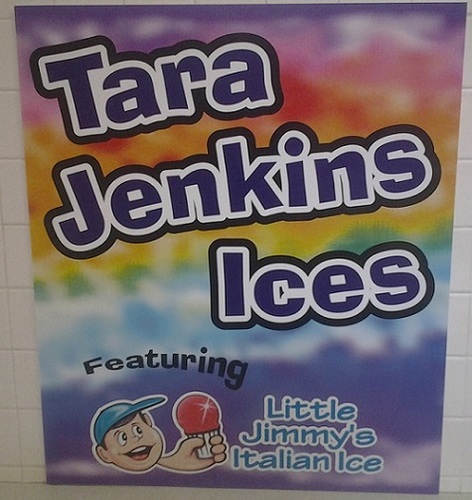 Tara
Jenkins
Ices
Featuring
Little
Jimmy's
Italian Ice